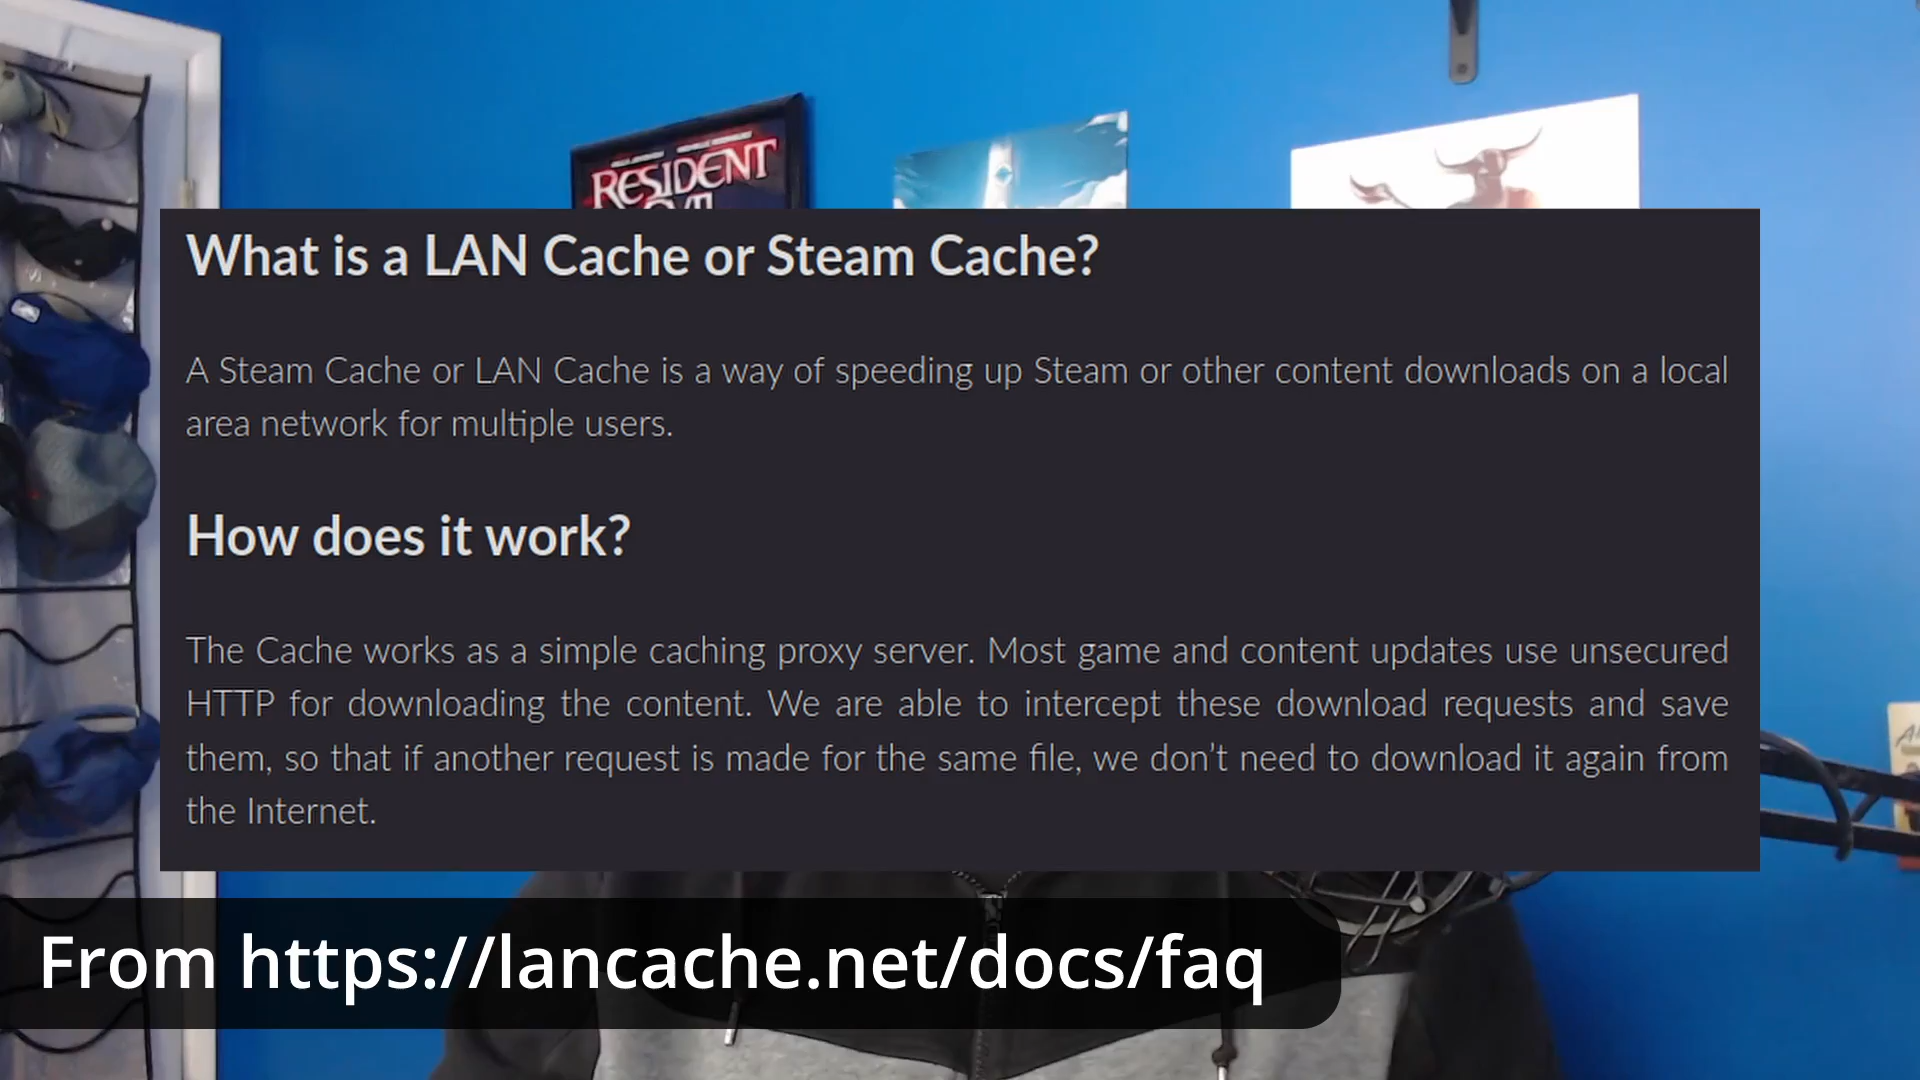 RESIDENT
What is a LAN Cache or Steam Cache?
A Steam Cache or LAN Cache is a way of speeding up Steam or other content downloads on a local
area network for multiple users.
How does it work?
The Cache works as a simple caching proxy server. Most game and content updates use unsecured
HTTP for downloading the content. We are able to intercept these download requests and save
them, so that if another request is made for the same file, we don't need to download it again from
the Internet.
From https://lancache.net/docs/faq